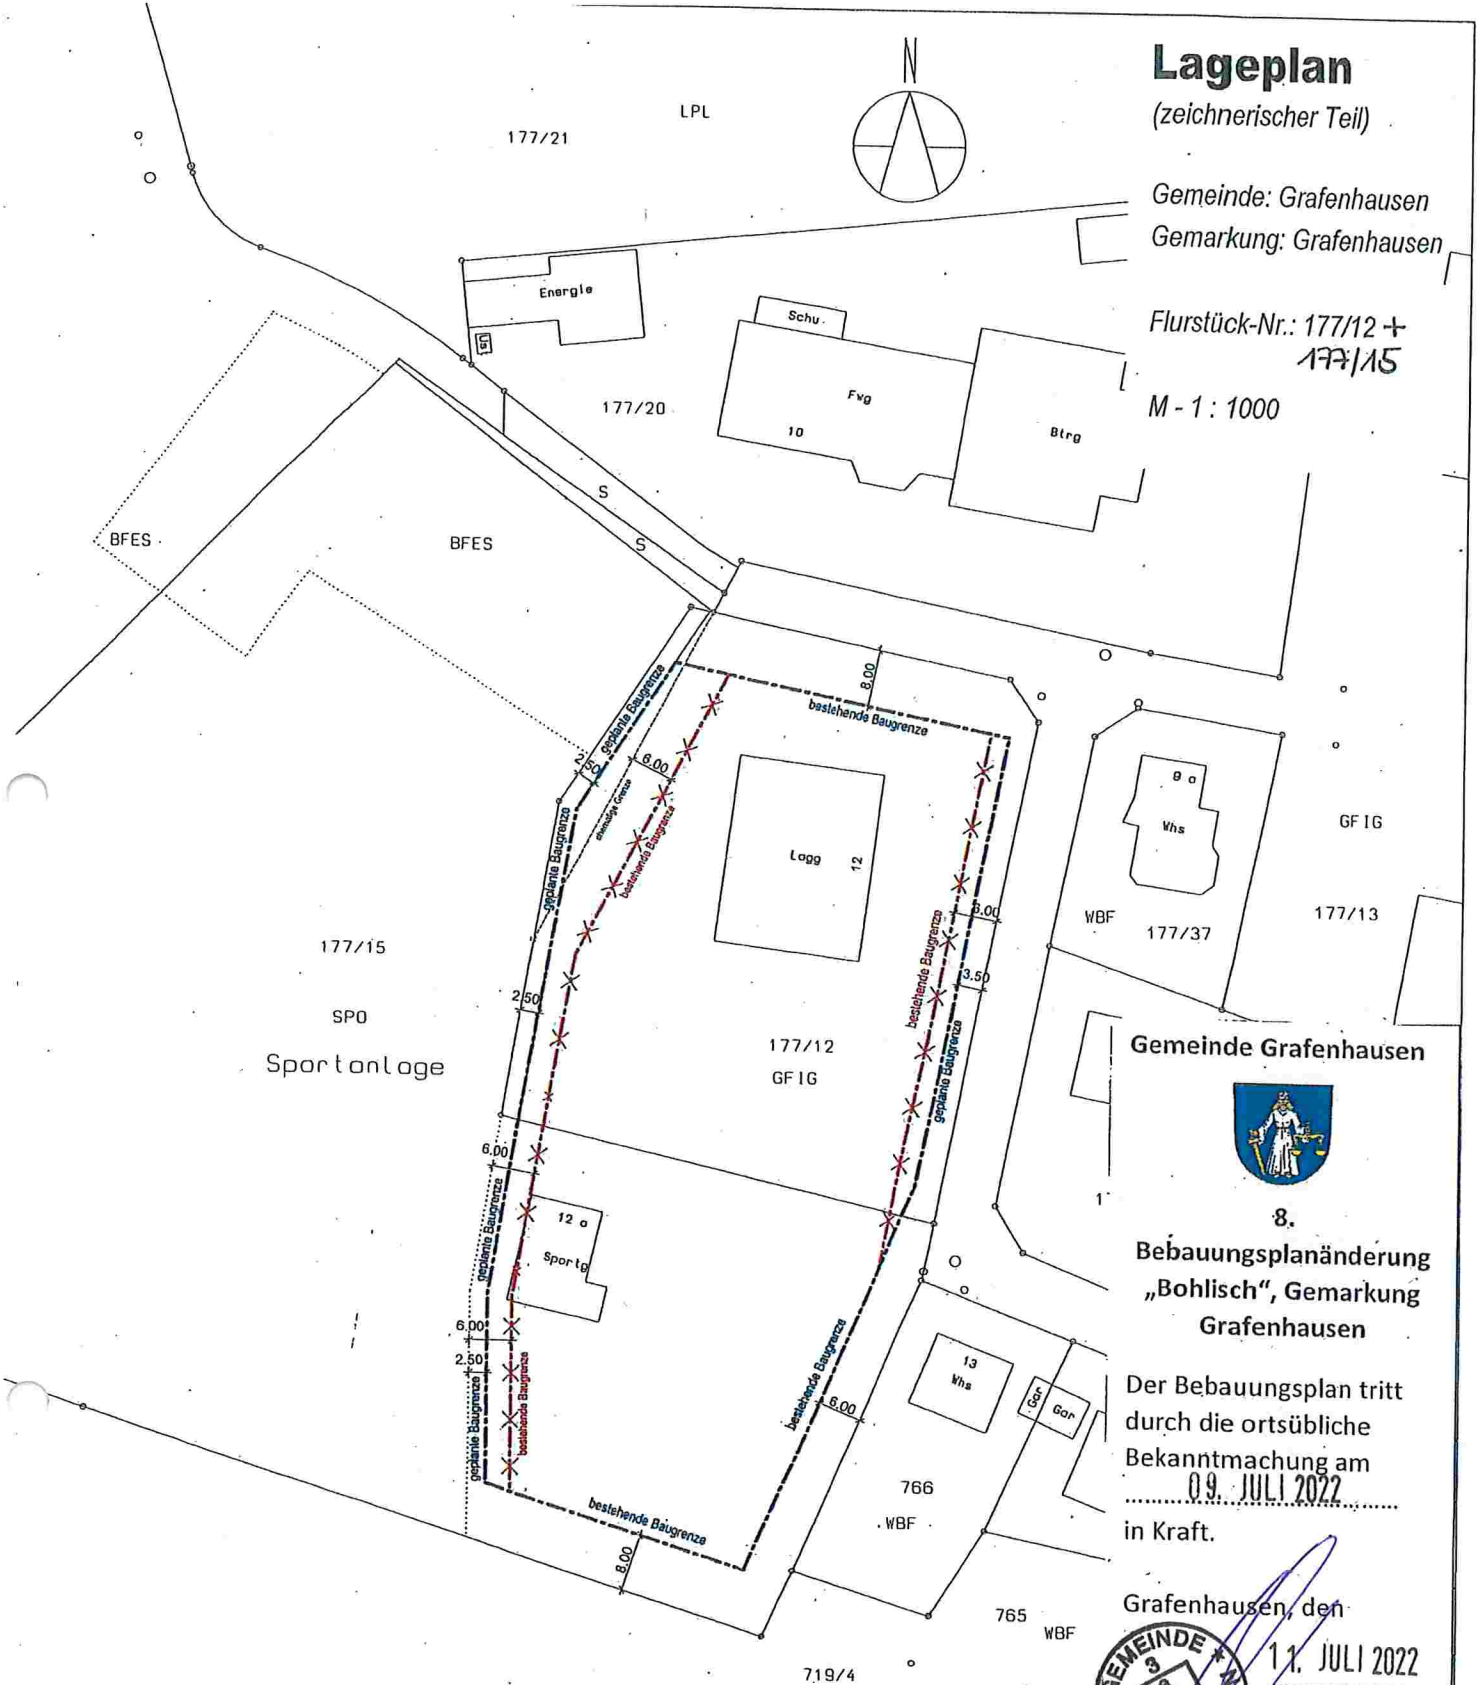 Lageplan
(zeichnerischer Teil)
Gemeinde: Grafenhausen
Gemarkung: Grafenhausen
Flurstück-Nr.: 177/12 +
177/15
M - 1 : 1000
N
LPL
177/21
Energie
Us
Schu
Fwg
10
Btrg
177/20
S
S
BFES
BFES
8.00
geplante Baugrenze
bestehende Baugrenze
2.50
6.00
ehemalige Grenze
bestehende Baugrenze
geplante Baugrenze
Lagg
12
9 a
Whs
GFIG
177/13
WBF
177/37
6.00
bestehende Baugrenze
3.50
geplante Baugrenze
177/15
SPO
Sportanlage
2.50
177/12
GFIG
6.00
geplante Baugrenze
12 a
Sportg
6.00
2.50
geplante Baugrenze
bestehende Baugrenze
bestehende Baugrenze
6.00
bestehende Baugrenze
8.00
13
Whs
Gar
Gar
766
WBF
765
WBF
719/4
Gemeinde Grafenhausen
8.
Bebauungsplanänderung
„Bohlisch“, Gemarkung
Grafenhausen
Der Bebauungsplan tritt
durch die ortsübliche
Bekanntmachung am
09. JULI 2022
in Kraft.
Grafenhausen, den
11. JULI 2022
GEMEINDE
3